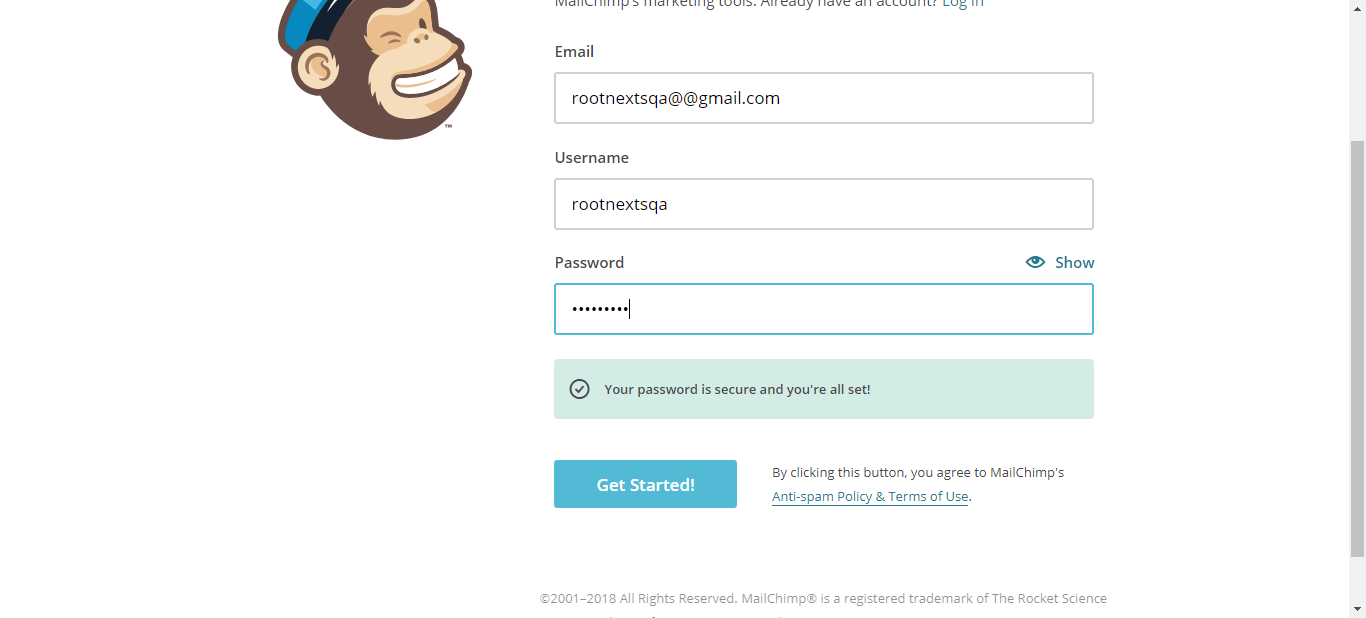 MailChimp's marketing tools. Already have an account? Log in
Email
rootnextsqa@@gmail.com
Username
rootnextsqa
Password
Show
•••••••••
Your password is secure and you're all set!
Get Started!
By clicking this button, you agree to MailChimp's
Anti-spam Policy & Terms of Use.
©2001–2018 All Rights Reserved. MailChimp® is a registered trademark of The Rocket Science